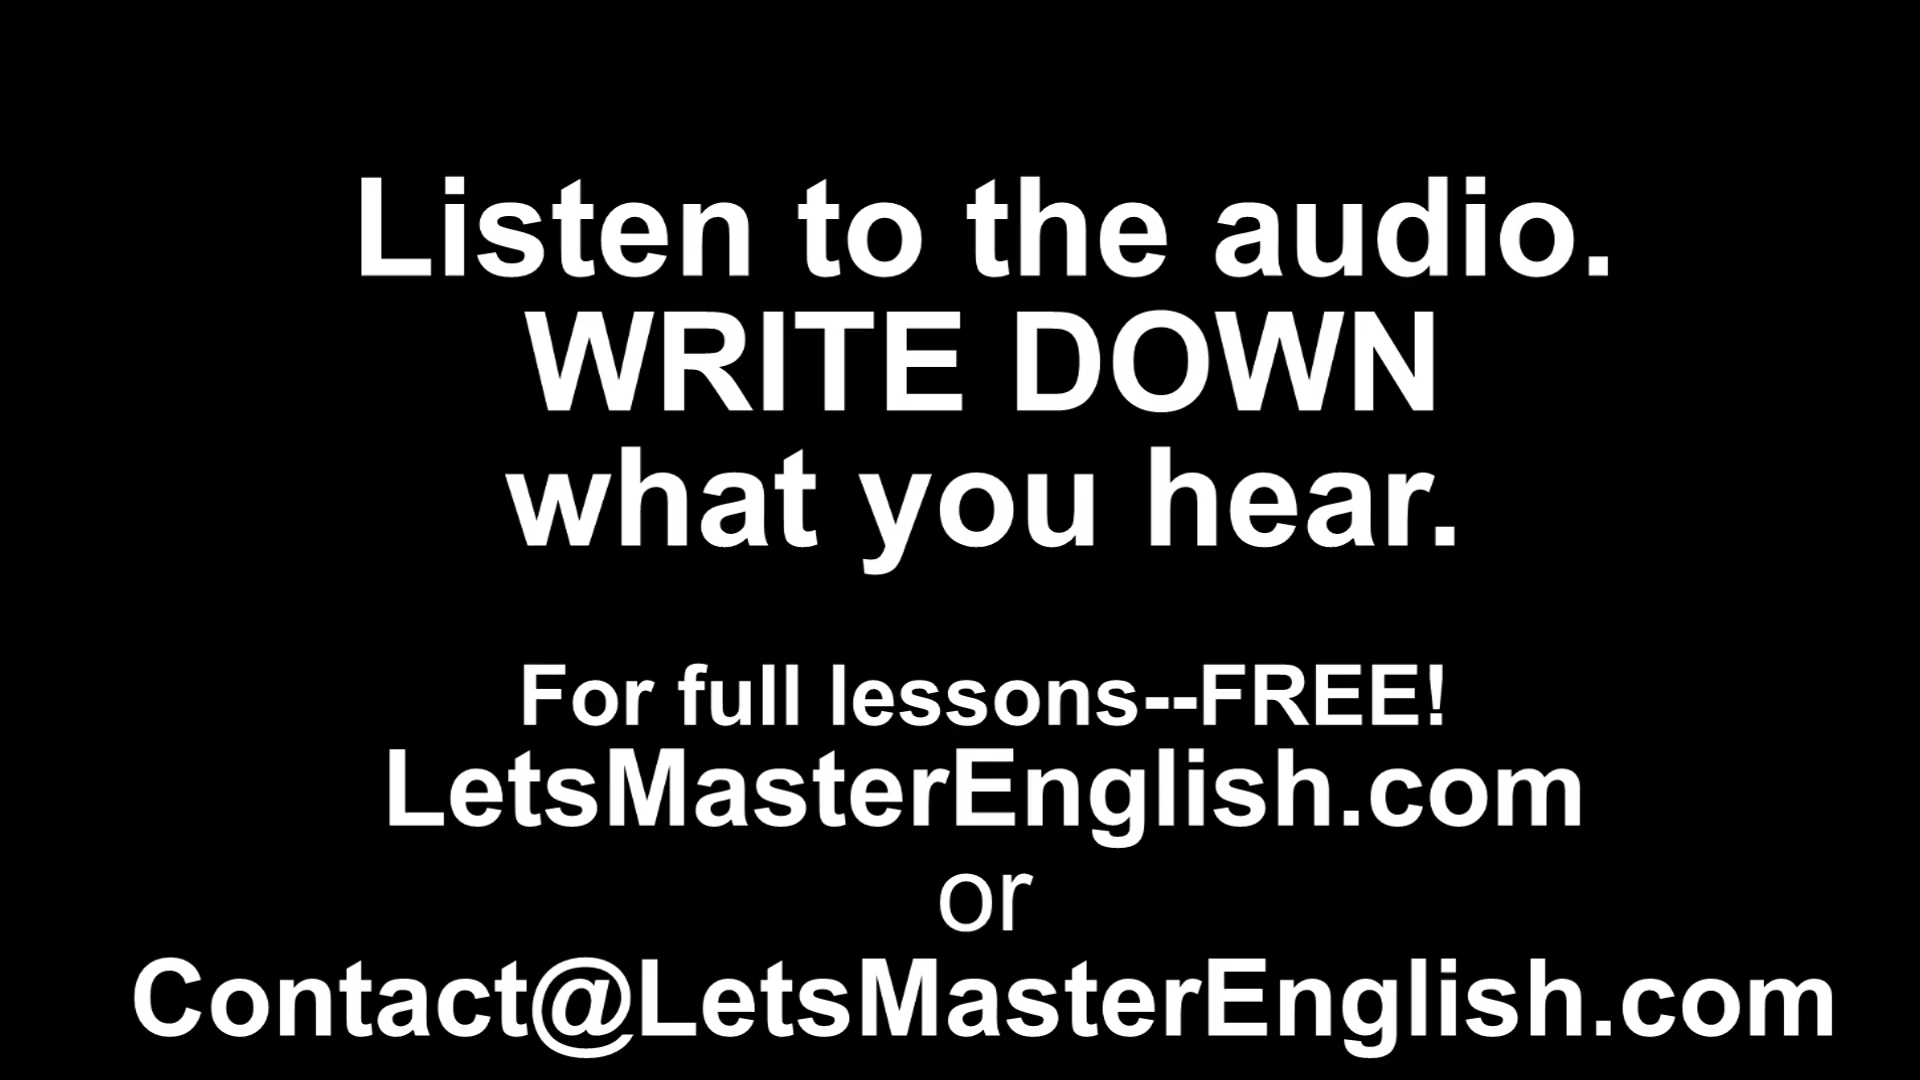 Listen to the audio.
WRITE DOWN
what you hear.
For full lessons--FREE!
LetsMasterEnglish.com
or
Contact@LetsMasterEnglish.com